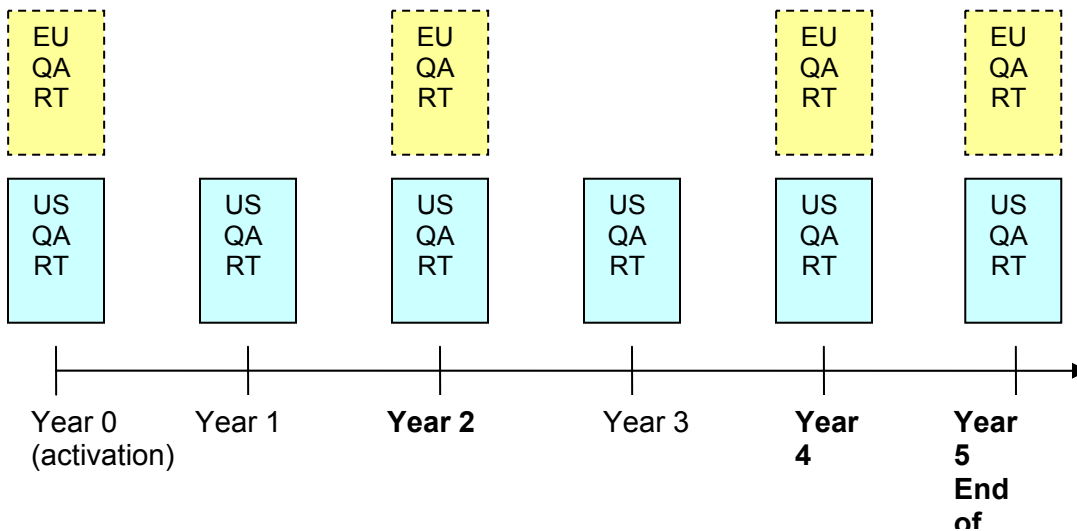 EU
QA
RT
EU
QA
RT
EU
QA
RT
EU
QA
RT
US
QA
RT
US
QA
RT
US
QA
RT
US
QA
RT
US
QA
RT
US
QA
RT
Year 0
(activation)
Year 1
Year 2
Year 3
Year
4
Year
5
End
of